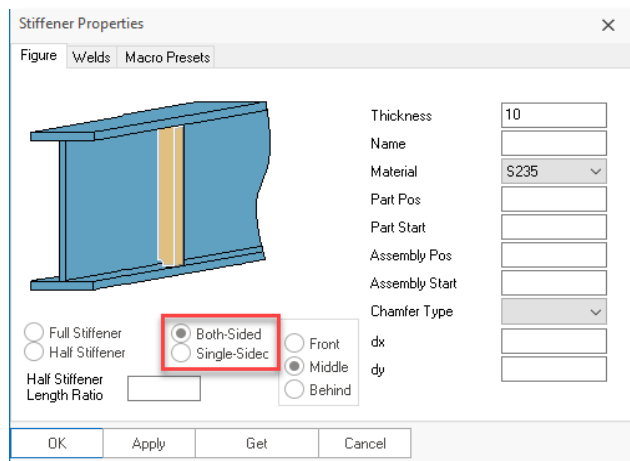 Stiffener Properties
Figure Welds Macro Presets
Thickness 10
Name
Material S235
Part Pos
Part Start
Assembly Pos
Assembly Start
Chamfer Type
dx
dy
Full Stiffener
Half Stiffener
Both-Sided
Single-Sidec
Front
Middle
Behind
Half Stiffener
Length Ratio
OK Apply Get Cancel